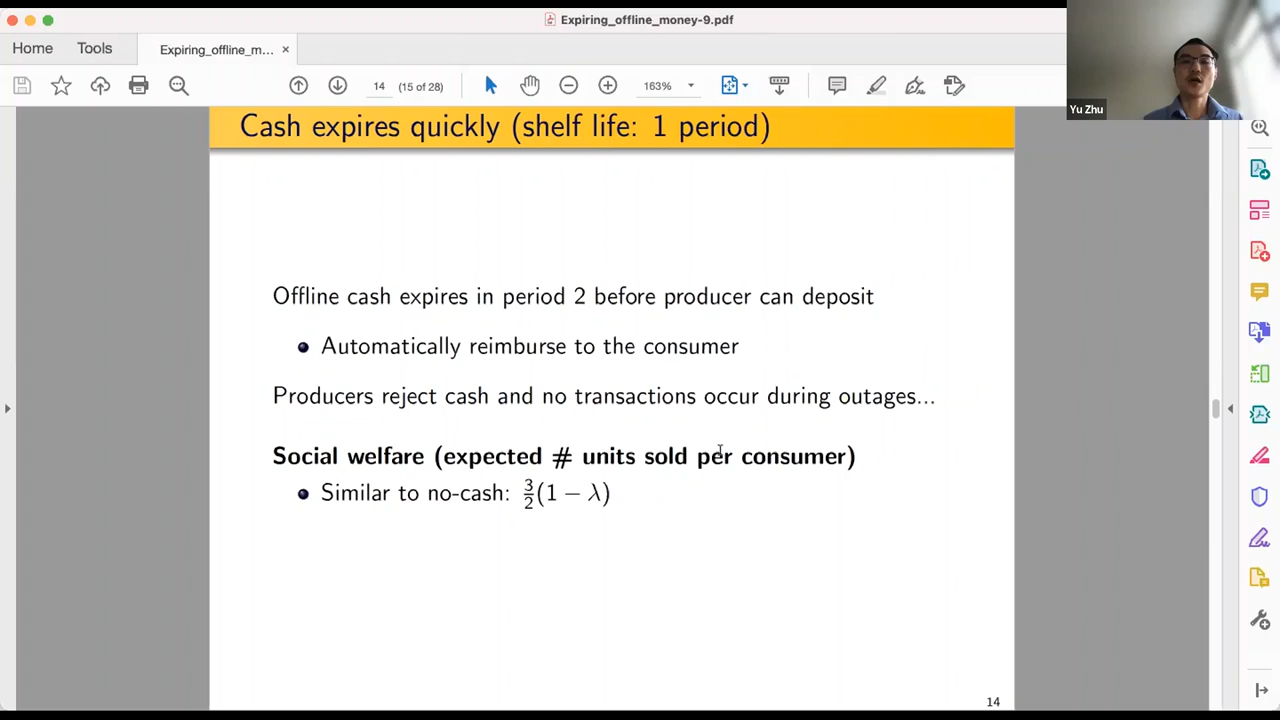 Expiring_offline_money-9.pdf
Home
Tools
Expiring_offline_m... ×
14
(15 of 28)
163%
Yu Zhu
Cash expires quickly (shelf life: 1 period)
Offline cash expires in period 2 before producer can deposit
Automatically reimburse to the consumer
Producers reject cash and no transactions occur during outages...
Social welfare (expected # units sold per consumer)
Similar to no-cash: 3/2(1 − λ)
14